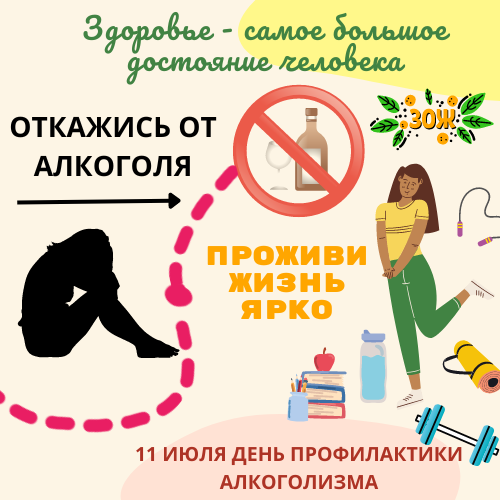 Здоровье - самое большое
достояние человека
ОТКАЖИСЬ ОТ
АЛКОГОЛЯ
ЗОЖ
ПРОЖИВИ
ЖИЗНЬ
ЯРКО
11 ИЮЛЯ ДЕНЬ ПРОФИЛАКТИКИ
АЛКОГОЛИЗМА